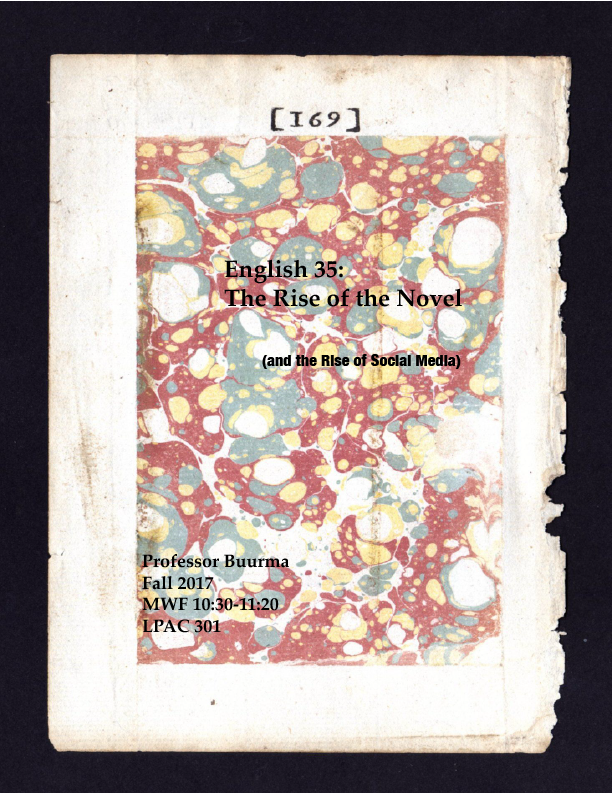 [169]
English 35:
The Rise of the Novel
(and the Rise of Social Media)
Professor Buurma
Fall 2017
MWF 10:30-11:20
LPAC 301